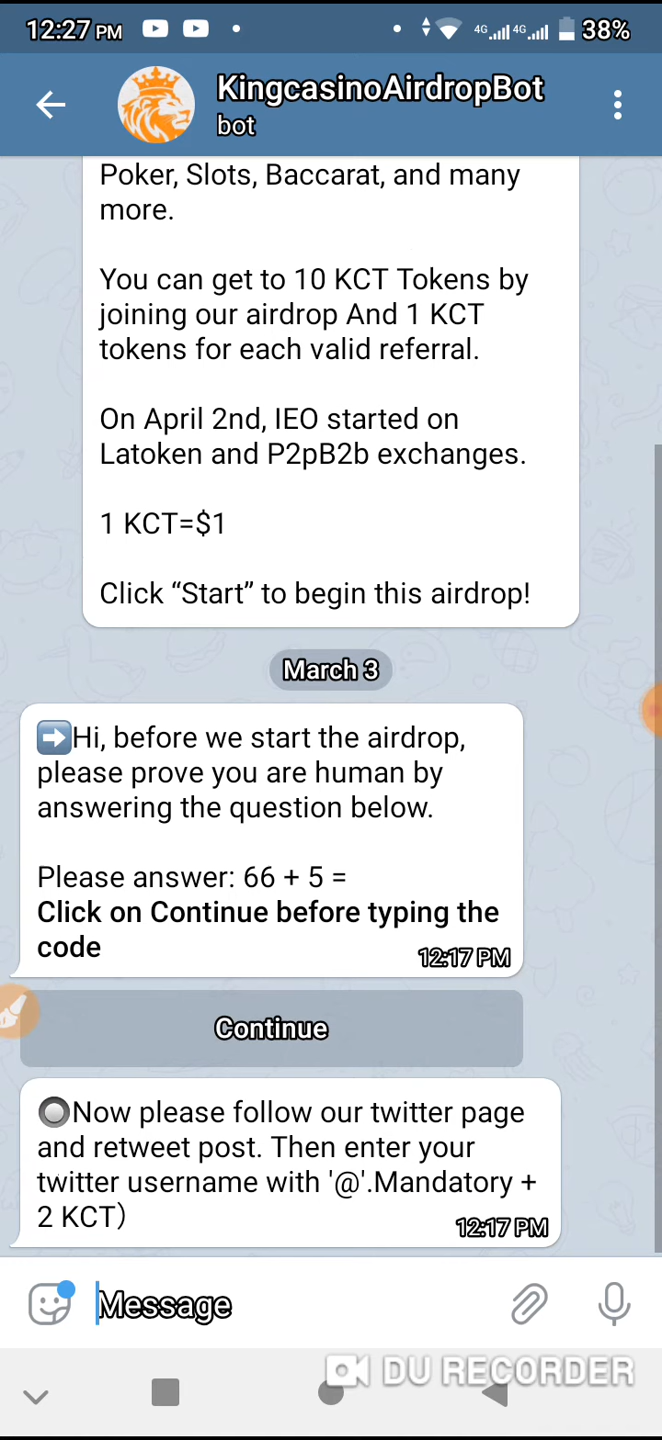 12:27 PM
4G 4G 38%
KingcasinoAirdropBot
bot
Poker, Slots, Baccarat, and many
more.
You can get to 10 KCT Tokens by
joining our airdrop And 1 KCT
tokens for each valid referral.
On April 2nd, IEO started on
Latoken and P2pB2b exchanges.
1 KCT=$1
Click “Start” to begin this airdrop!
March 3
➡️Hi, before we start the airdrop,
please prove you are human by
answering the question below.
Please answer: 66 + 5 =
Click on Continue before typing the
code
12:17 PM
Continue
🔘Now please follow our twitter page
and retweet post. Then enter your
twitter username with '@'.Mandatory +
2 KCT)
12:17 PM
Message
DU RECORDER